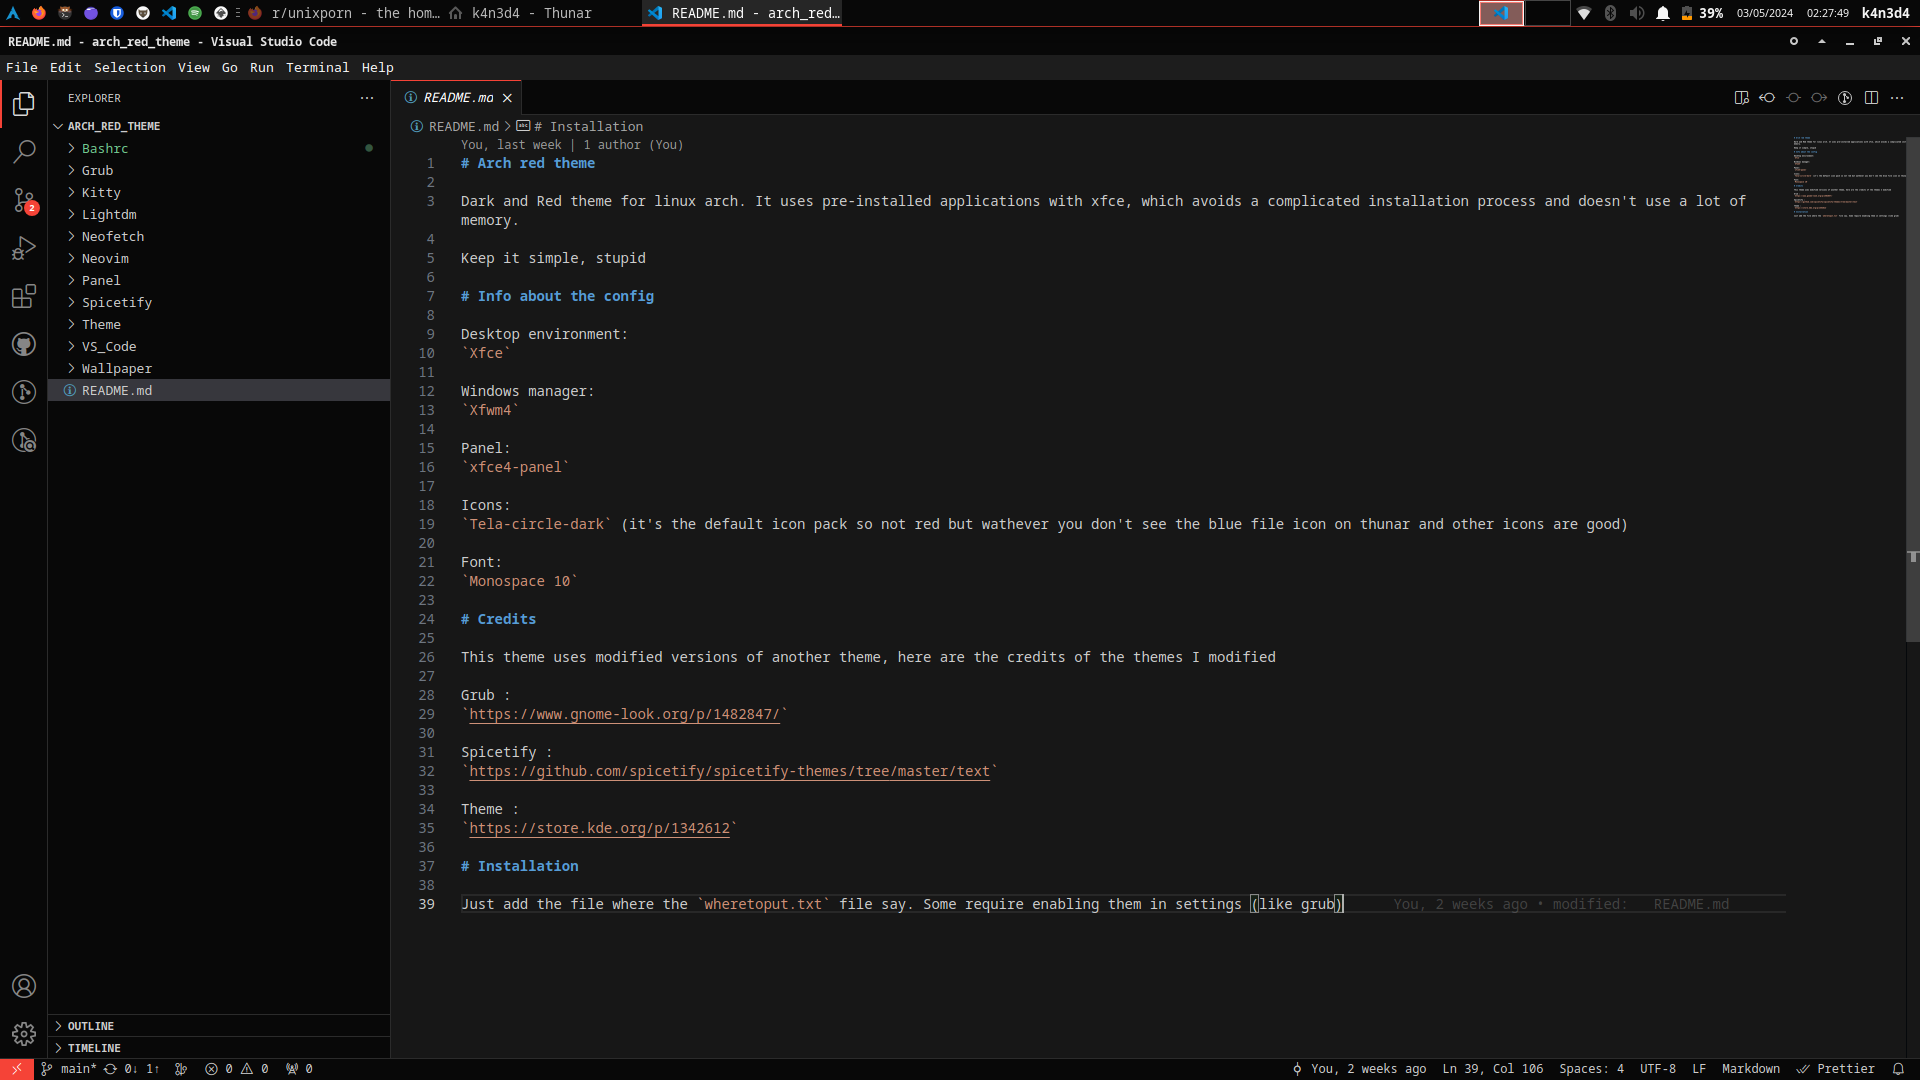 r/unixporn - the hom… k4n3d4 - Thunar README.md - arch_red… 39% 03/05/2024 02:27:49 k4n3d4
README.md - arch_red_theme - Visual Studio Code
File Edit Selection View Go Run Terminal Help
EXPLORER
ARCH_RED_THEME
Bashrc
Grub
Kitty
Lightdm
Neofetch
Neovim
Panel
Spicetify
Theme
VS_Code
Wallpaper
README.md
OUTLINE
TIMELINE
2
README.md
README.md > # Installation
You, last week | 1 author (You)
1 # Arch red theme
2
3 Dark and Red theme for linux arch. It uses pre-installed applications with xfce, which avoids a complicated installation process and doesn't use a lot of
memory.
4
5 Keep it simple, stupid
6
7 # Info about the config
8
9 Desktop environment:
10 `Xfce`
11
12 Windows manager:
13 `Xfwm4`
14
15 Panel:
16 `xfce4-panel`
17
18 Icons:
19 `Tela-circle-dark` (it's the default icon pack so not red but wathever you don't see the blue file icon on thunar and other icons are good)
20
21 Font:
22 `Monospace 10`
23
24 # Credits
25
26 This theme uses modified versions of another theme, here are the credits of the themes I modified
27
28 Grub :
29 `https://www.gnome-look.org/p/1482847/`
30
31 Spicetify :
32 `https://github.com/spicetify/spicetify-themes/tree/master/text`
33
34 Theme :
35 `https://store.kde.org/p/1342612`
36
37 # Installation
38
39 Just add the file where the `wheretoput.txt` file say. Some require enabling them in settings (like grub) You, 2 weeks ago • modified: README.md
main* 0↓ 1↑ 0 0 0 You, 2 weeks ago Ln 39, Col 106 Spaces: 4 UTF-8 LF Markdown Prettier